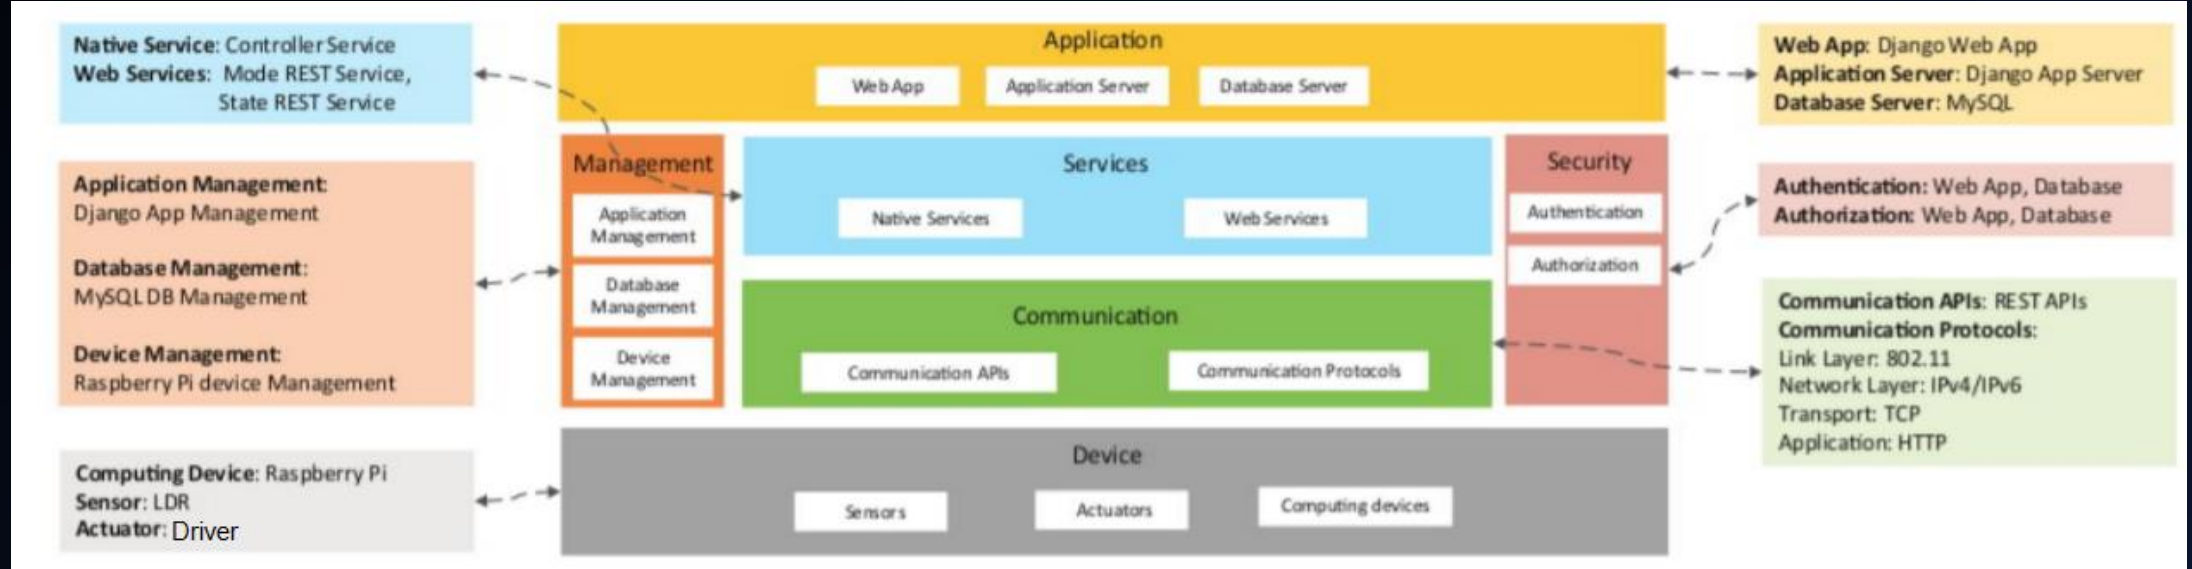 Native Service: Controller Service
Web Services: Mode REST Service,
State REST Service
Application Management:
Django App Management
Database Management:
MySQL DB Management
Device Management:
Raspberry Pi device Management
Computing Device: Raspberry Pi
Sensor: LDR
Actuator: Driver
Application
Web App
Application Server
Database Server
Management
Application
Management
Database
Management
Device
Management
Services
Native Services
Web Services
Communication
Communication APIs
Communication Protocols
Security
Authentication
Authorization
Device
Sensors
Actuators
Computing devices
Web App: Django Web App
Application Server: Django App Server
Database Server: MySQL
Authentication: Web App, Database
Authorization: Web App, Database
Communication APIs: REST APIs
Communication Protocols:
Link Layer: 802.11
Network Layer: IPv4/IPv6
Transport: TCP
Application: HTTP